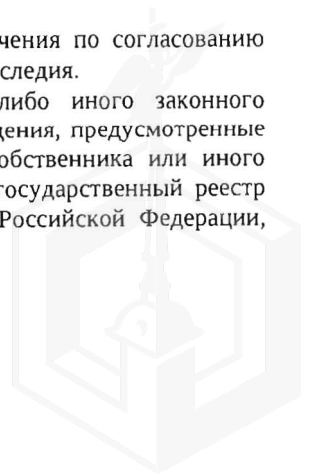 чения по согласованию
следия.
либо иного законного
дения, предусмотренные
обственника или иного
государственный реестр
Российской Федерации,